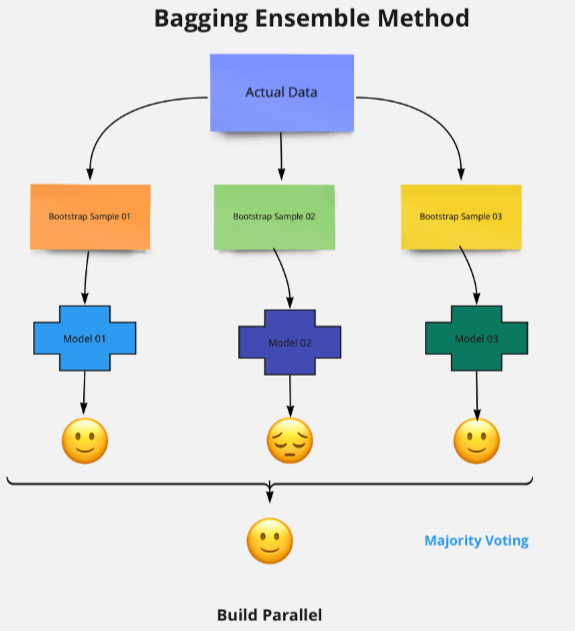 Bagging Ensemble Method
Actual Data
Bootstrap Sample 01
Bootstrap Sample 02
Bootstrap Sample 03
Model 01
Model 02
Model 03
Majority Voting
Build Parallel